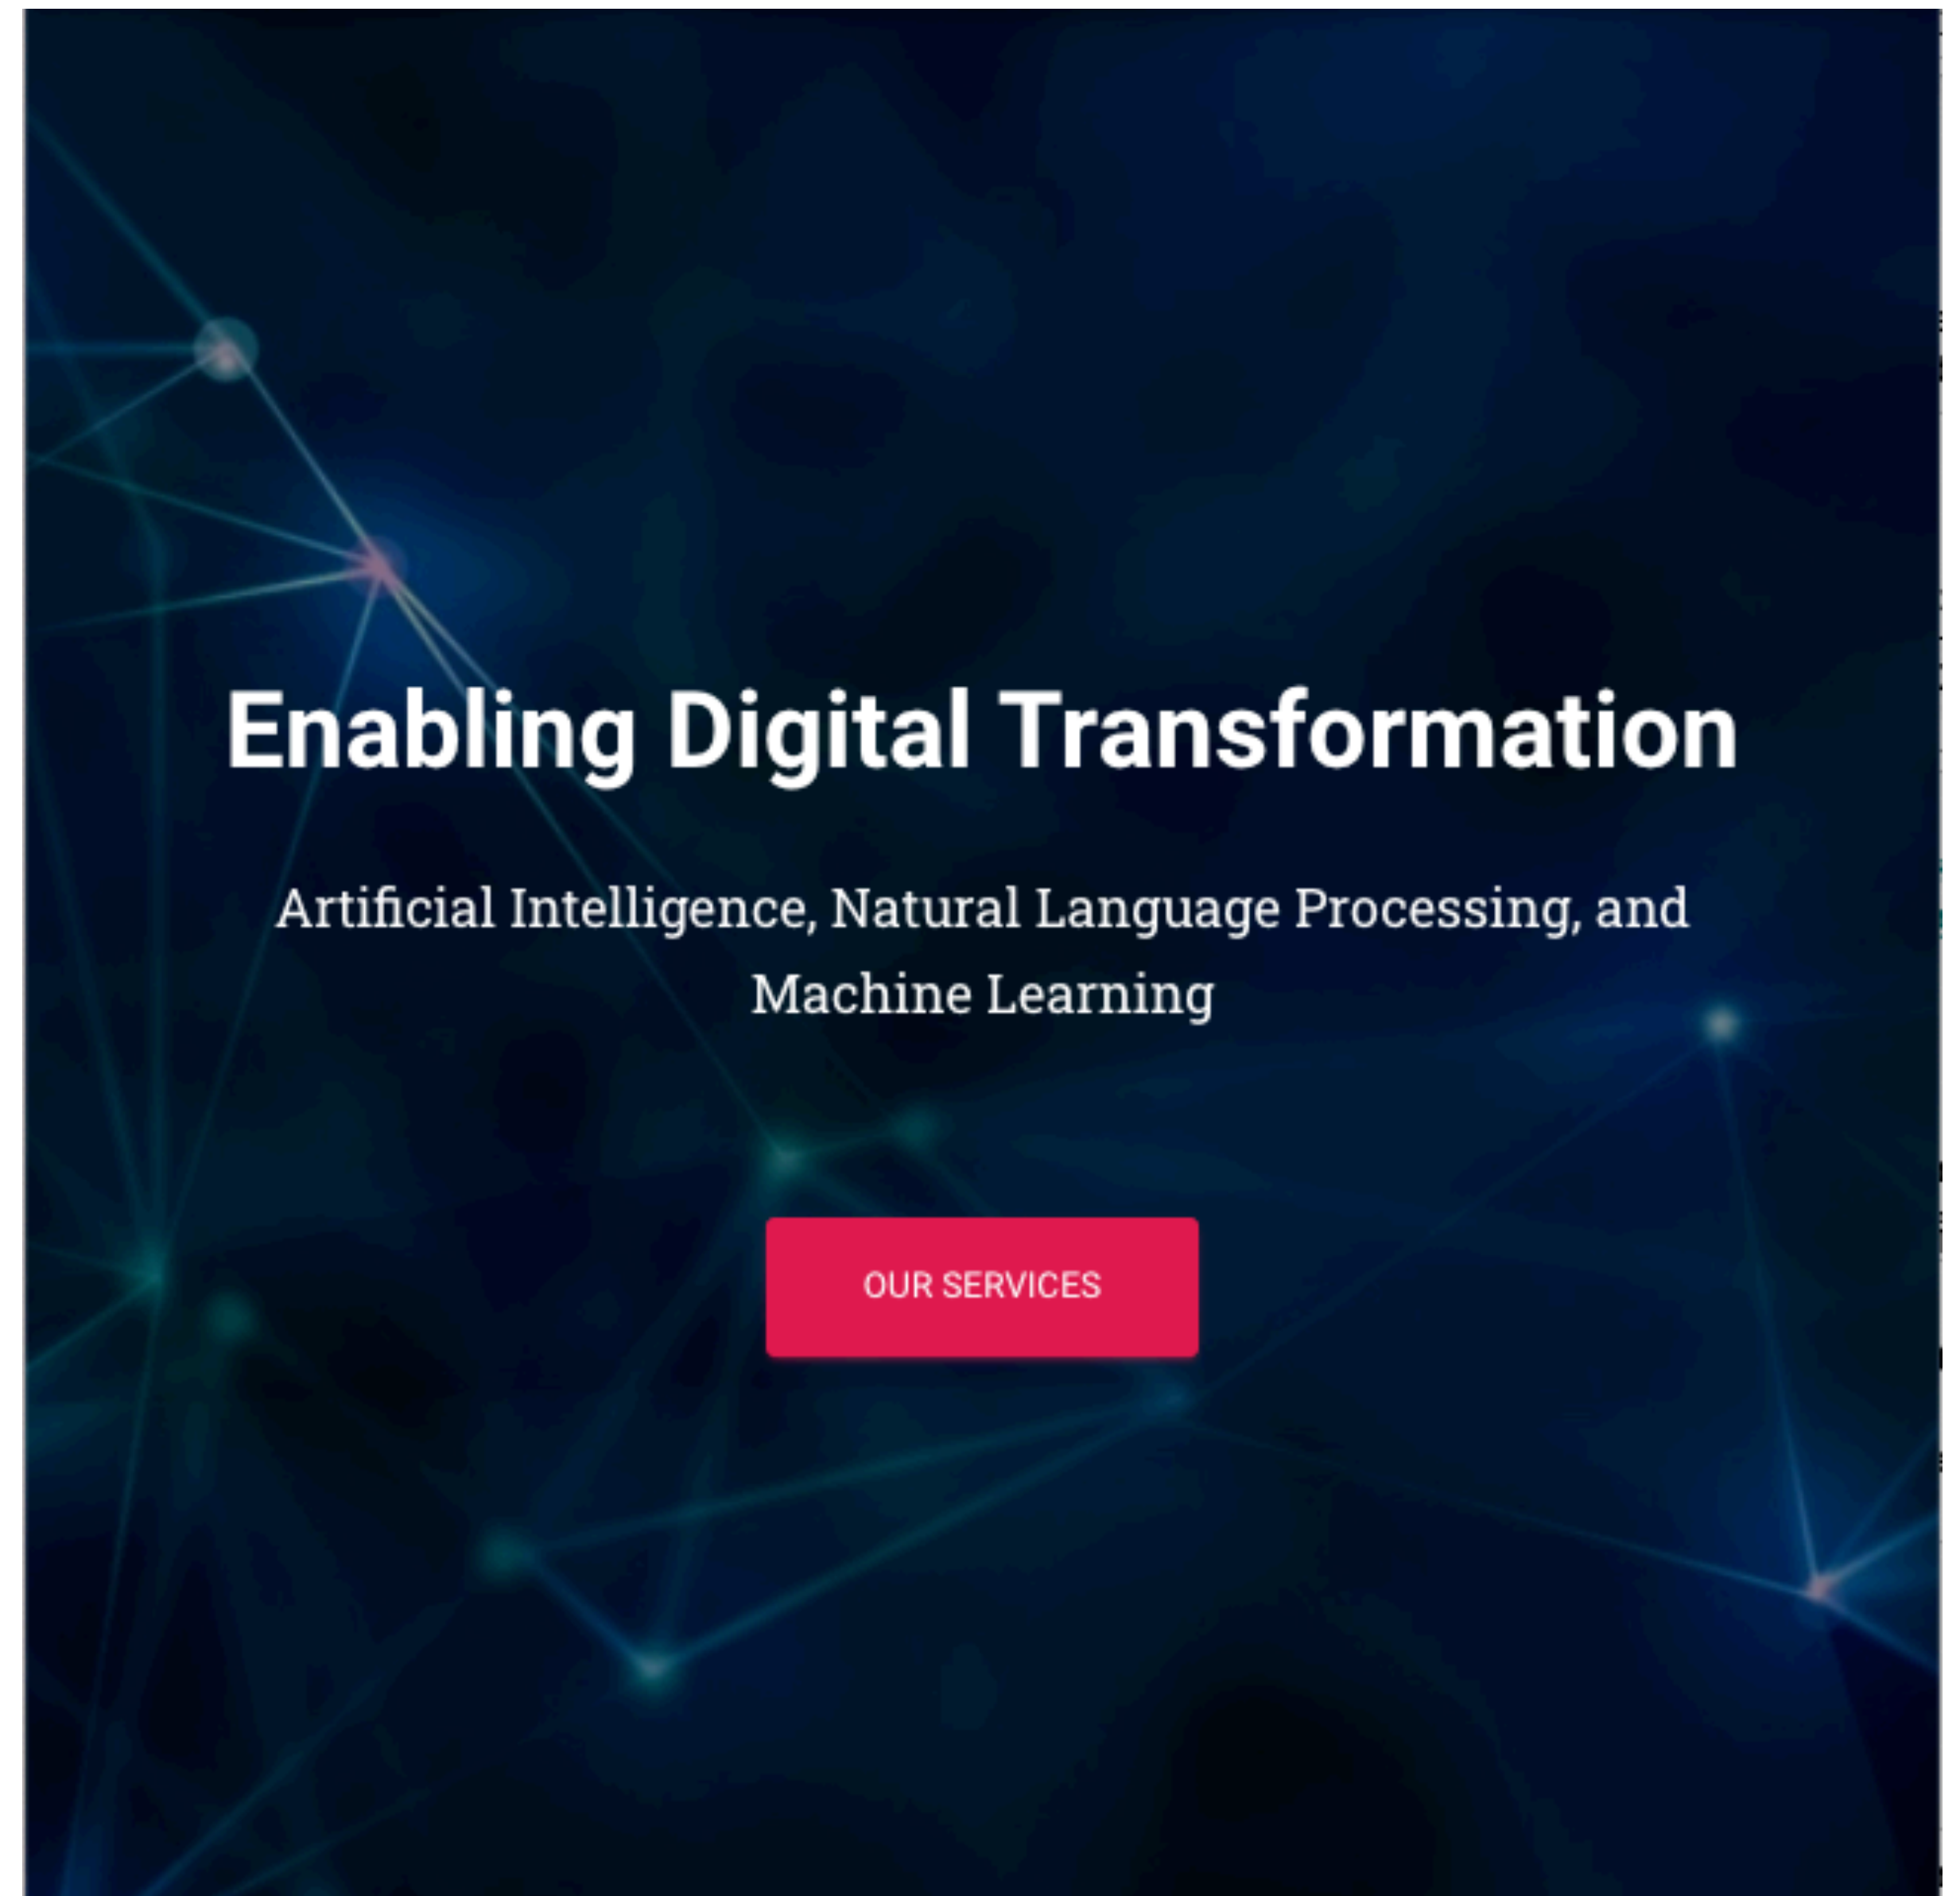 Enabling Digital Transformation
Artificial Intelligence, Natural Language Processing, and
Machine Learning
OUR SERVICES